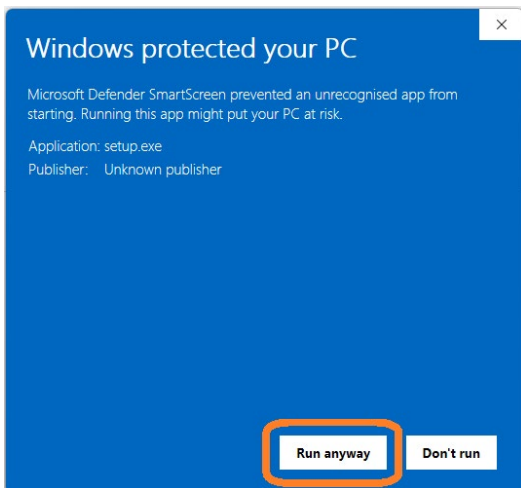 Windows protected your PC
Microsoft Defender SmartScreen prevented an unrecognised app from
starting. Running this app might put your PC at risk.
Application: setup.exe
Publisher: Unknown publisher
Run anyway Don't run